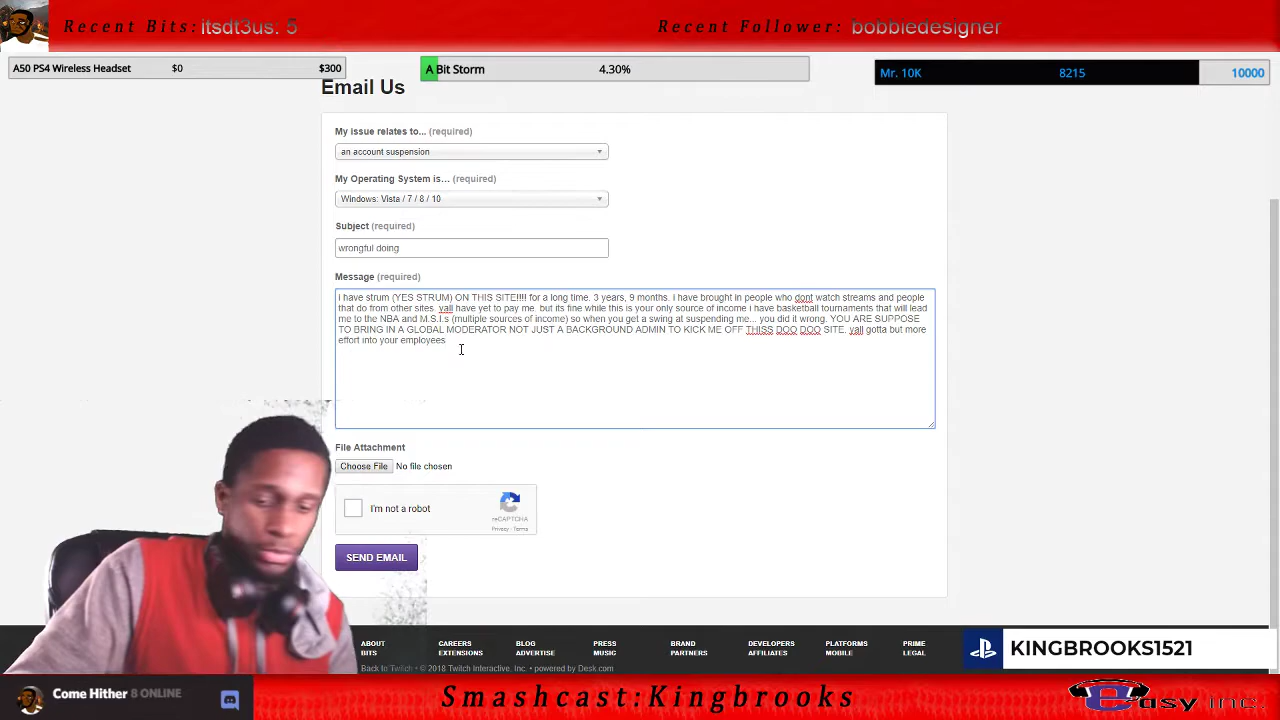 Recent Bits: itsdt3us: 5
Recent Follower: bobbiedesigner
A50 PS4 Wireless Headset $0 $300
A Bit Storm 4.30%
Mr. 10K 8215 10000
Email Us
My issue relates to... (required)
an account suspension
My Operating System is... (required)
Windows: Vista / 7 / 8 / 10
Subject (required)
wrongful doing
Message (required)
i have strum (YES STRUM) ON THIS SITE!!!! for a long time. 3 years, 9 months. i have brought in people who dont watch streams and people
that do from other sites. yall have yet to pay me. but its fine while this is your only source of income i have basketball tournaments that will lead
me to the NBA and M.S.I.s (multiple sources of income) so when you get a swing at suspending me... you did it wrong. YOU ARE SUPPOSE
TO BRING IN A GLOBAL MODERATOR NOT JUST A BACKGROUND ADMIN TO KICK ME OFF THISS DOO DOO SITE. yall gotta but more
effort into your employees
File Attachment
Choose File No file chosen
I'm not a robot
reCAPTCHA
Privacy - Terms
SEND EMAIL
ABOUT CAREERS BLOG PRESS BRAND DEVELOPERS PLATFORMS PRIME
BITS EXTENSIONS ADVERTISE MUSIC PARTNERS AFFILIATES MOBILE LEGAL
Back to Twitch • © 2018 Twitch Interactive, Inc. • powered by Desk.com
KINGBROOKS1521
Come Hither 8 ONLINE
Smashcast:Kingbrooks
easy inc.